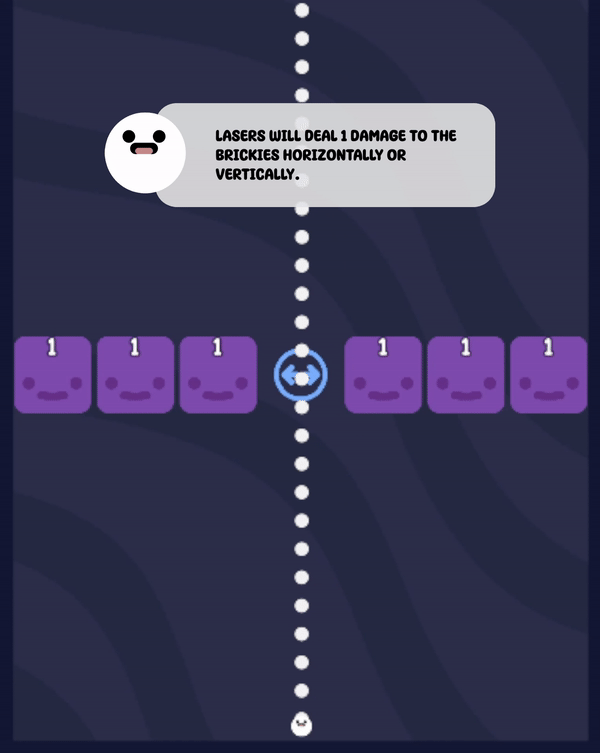 LASERS WILL DEAL 1 DAMAGE TO THE
BRICKIES HORIZONTALLY OR
VERTICALLY.
1 1 1 1 1 1